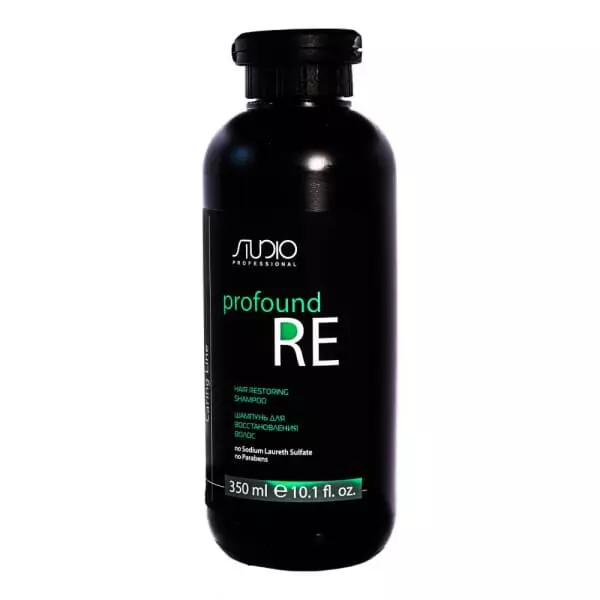 STUDIO
PROFESSIONAL
profound
RE
HAIR RESTORING
SHAMPOO
ШАМПУНЬ ДЛЯ
ВОССТАНОВЛЕНИЯ
ВОЛОС
no Sodium Laureth Sulfate
no Parabens
350 ml e 10.1 fl. oz.
Caring Line